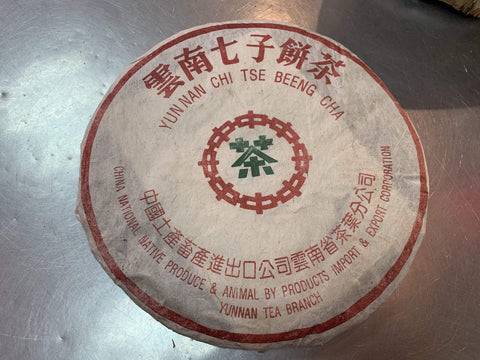 雲南七子餅茶
YUNNAN CHI TSE BEENG CHA
茶
中國土產畜產進出口公司雲南省茶葉分公司
CHINA NATIONAL NATIVE PRODUCE & ANIMAL BY PRODUCTS IMPORT & EXPORT CORPORATION
YUNNAN TEA BRANCH